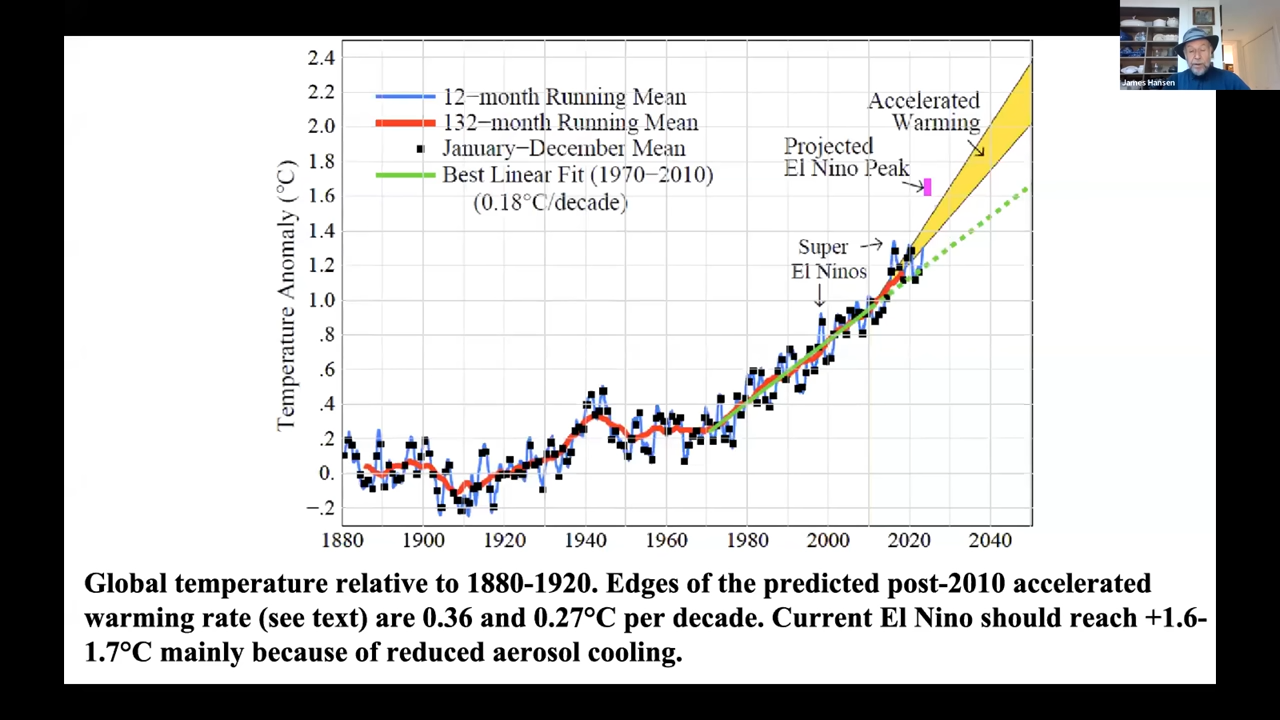 James Hansen
2.4
2.2
2.0
1.8
1.6
1.4
1.2
1.0
.8
.6
.4
.2
0.
−.2
Temperature Anomaly (°C)
12−month Running Mean
132−month Running Mean
January−December Mean
Best Linear Fit (1970−2010)
(0.18°C/decade)
Accelerated
Warming
Projected
El Nino Peak
Super
El Ninos
1880 1900 1920 1940 1960 1980 2000 2020 2040
Global temperature relative to 1880-1920. Edges of the predicted post-2010 accelerated
warming rate (see text) are 0.36 and 0.27°C per decade. Current El Nino should reach +1.6-
1.7°C mainly because of reduced aerosol cooling.